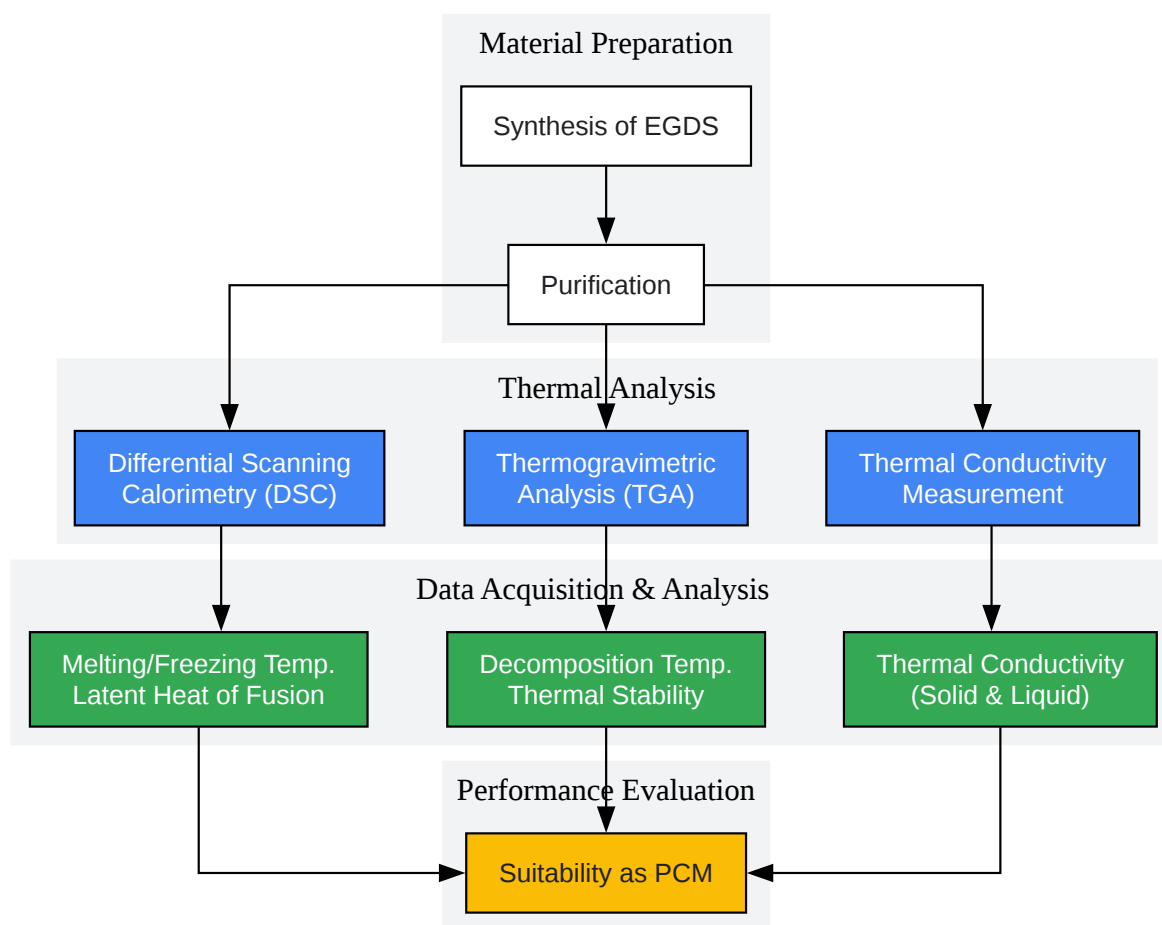 Material Preparation
Synthesis of EGDS
Purification
Thermal Analysis
Differential Scanning
Calorimetry (DSC)
Thermogravimetric
Analysis (TGA)
Thermal Conductivity
Measurement
Data Acquisition & Analysis
Melting/Freezing Temp.
Latent Heat of Fusion
Decomposition Temp.
Thermal Stability
Thermal Conductivity
(Solid & Liquid)
Performance Evaluation
Suitability as PCM